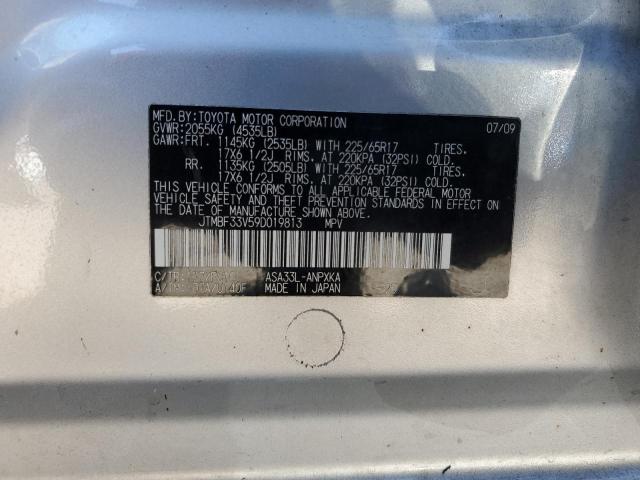 MFD.BY:TOYOTA MOTOR CORPORATION 07/09
GVWR:2055KG (4535LB)
GAWR:FRT. 1145KG (2535LB) WITH 225/65R17 TIRES.
17X6 1/2J RIMS. AT 220KPA (32PSI) COLD.
RR. 1135KG (2505LB) WITH 225/65R17 TIRES.
17X6 1/2J RIMS. AT 220KPA (32PSI) COLD.
THIS VEHICLE CONFORMS TO ALL APPLICABLE FEDERAL MOTOR
VEHICLE SAFETY AND THEFT PREVENTION STANDARDS IN EFFECT ON
THE DATE OF MANUFACTURE SHOWN ABOVE.
JTMBF33V59D019813 MPV
C/TR: ASA33L-ANPXKA
A/TM: MADE IN JAPAN